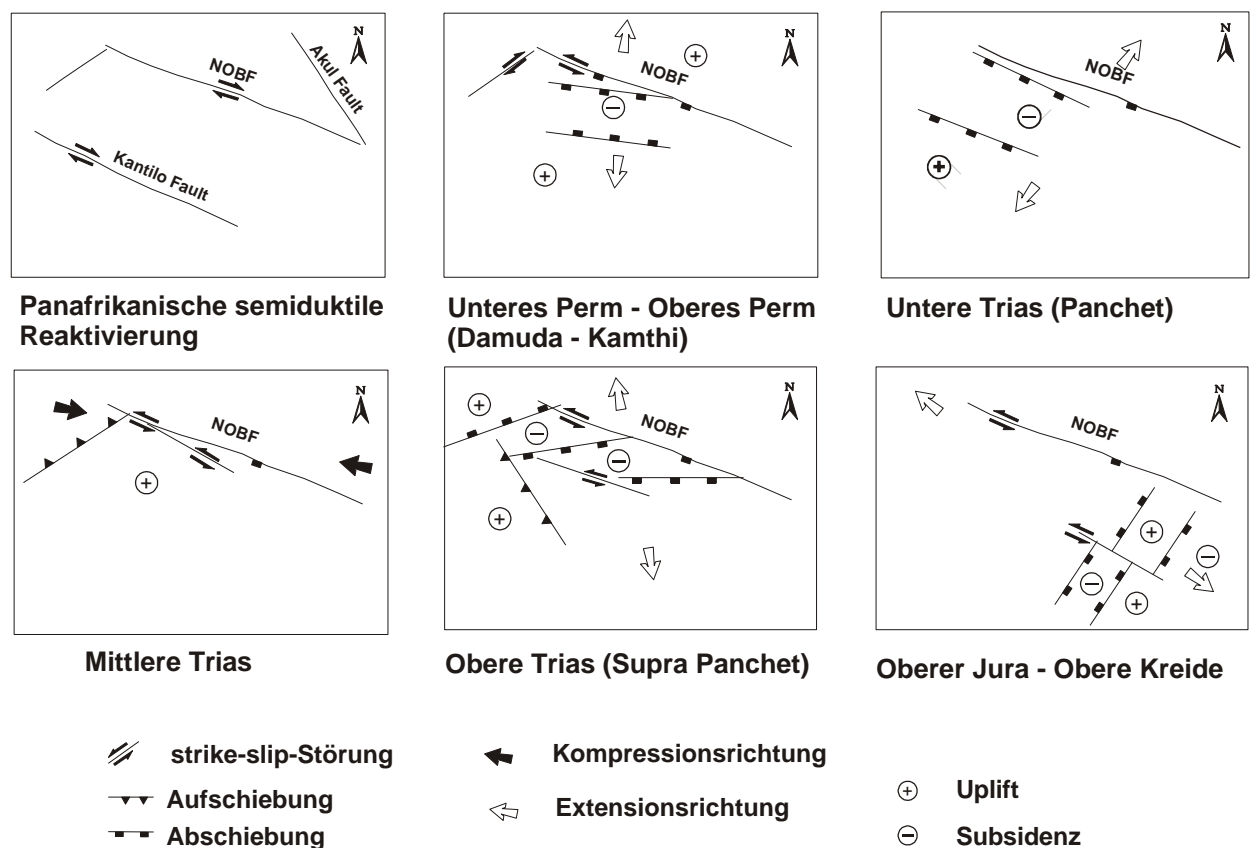 N
NOBF
Akul Fault
Kantilo Fault
Panafrikanische semiduktile
Reaktivierung
N
NOBF
Unteres Perm - Oberes Perm
(Damuda - Kamthi)
N
NOBF
Untere Trias (Panchet)
N
NOBF
Mittlere Trias
N
NOBF
Obere Trias (Supra Panchet)
N
NOBF
Oberer Jura - Obere Kreide
strike-slip-Störung
Aufschiebung
Abschiebung
Kompressionsrichtung
Extensionsrichtung
Uplift
Subsidenz